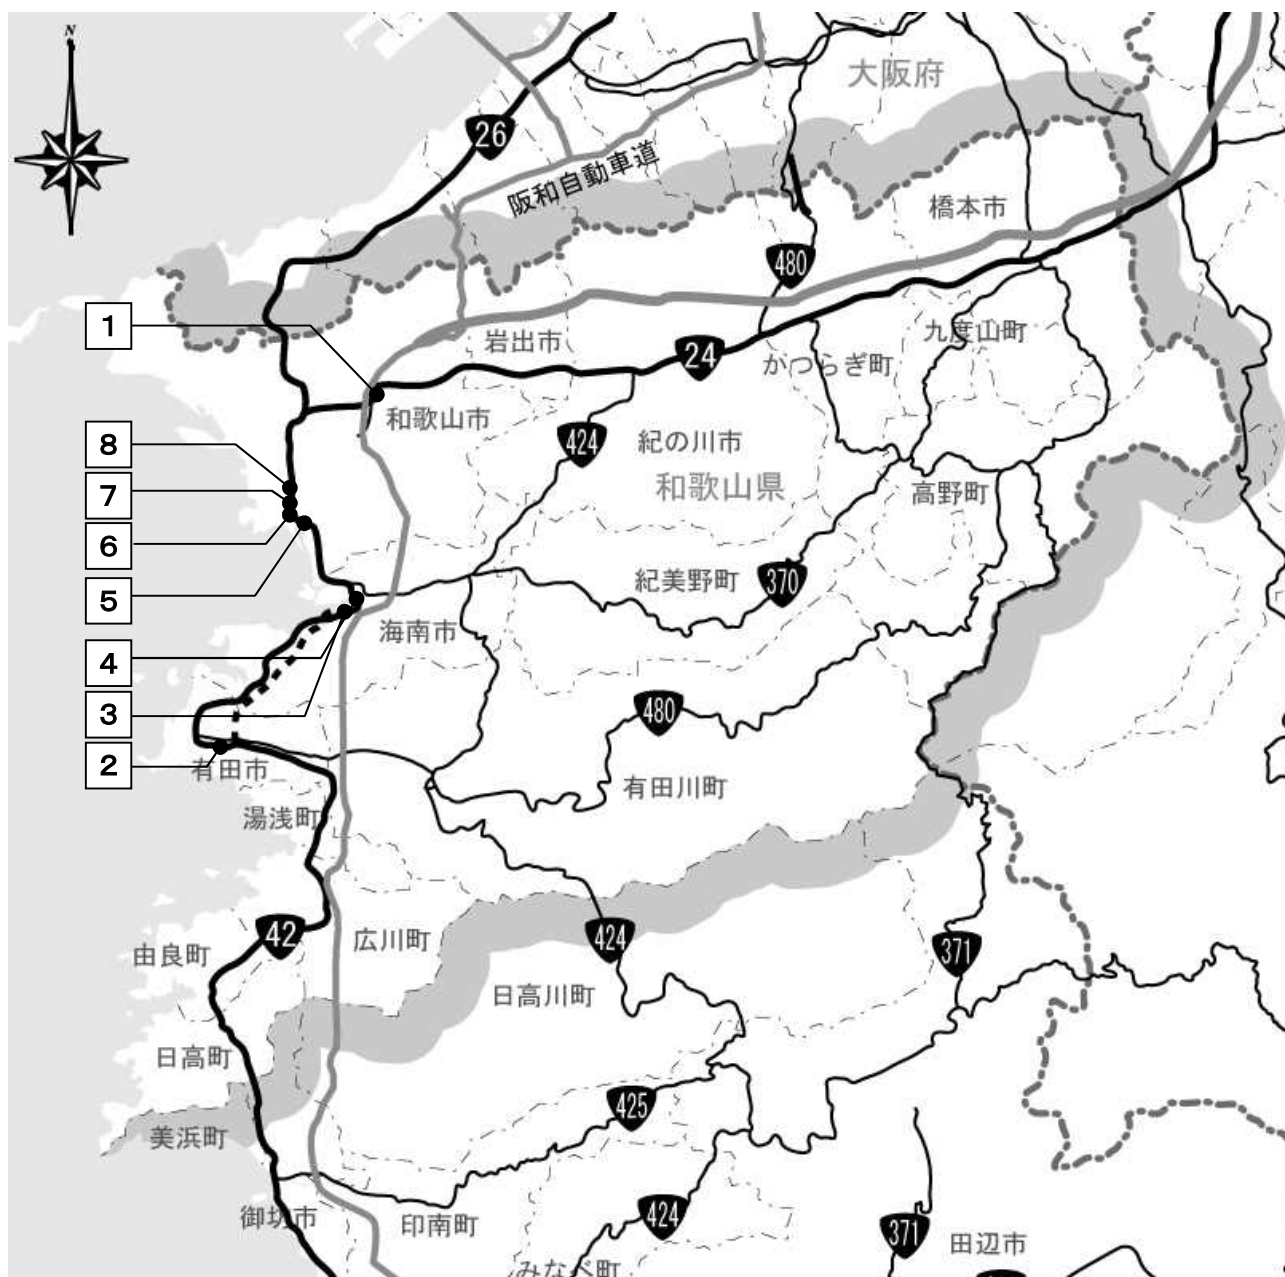 N
大阪府
26
阪和自動車道
橋本市
480
1
岩出市
九度山町
24
かつらぎ町
和歌山市
8
424
紀の川市
7
和歌山県
高野町
6
5
紀美野町
370
海南市
4
3
480
2
有田市
有田川町
湯浅町
42
広川町
424
371
由良町
日高川町
日高町
425
美浜町
御坊市
印南町
424
371
田辺市
みなべ町